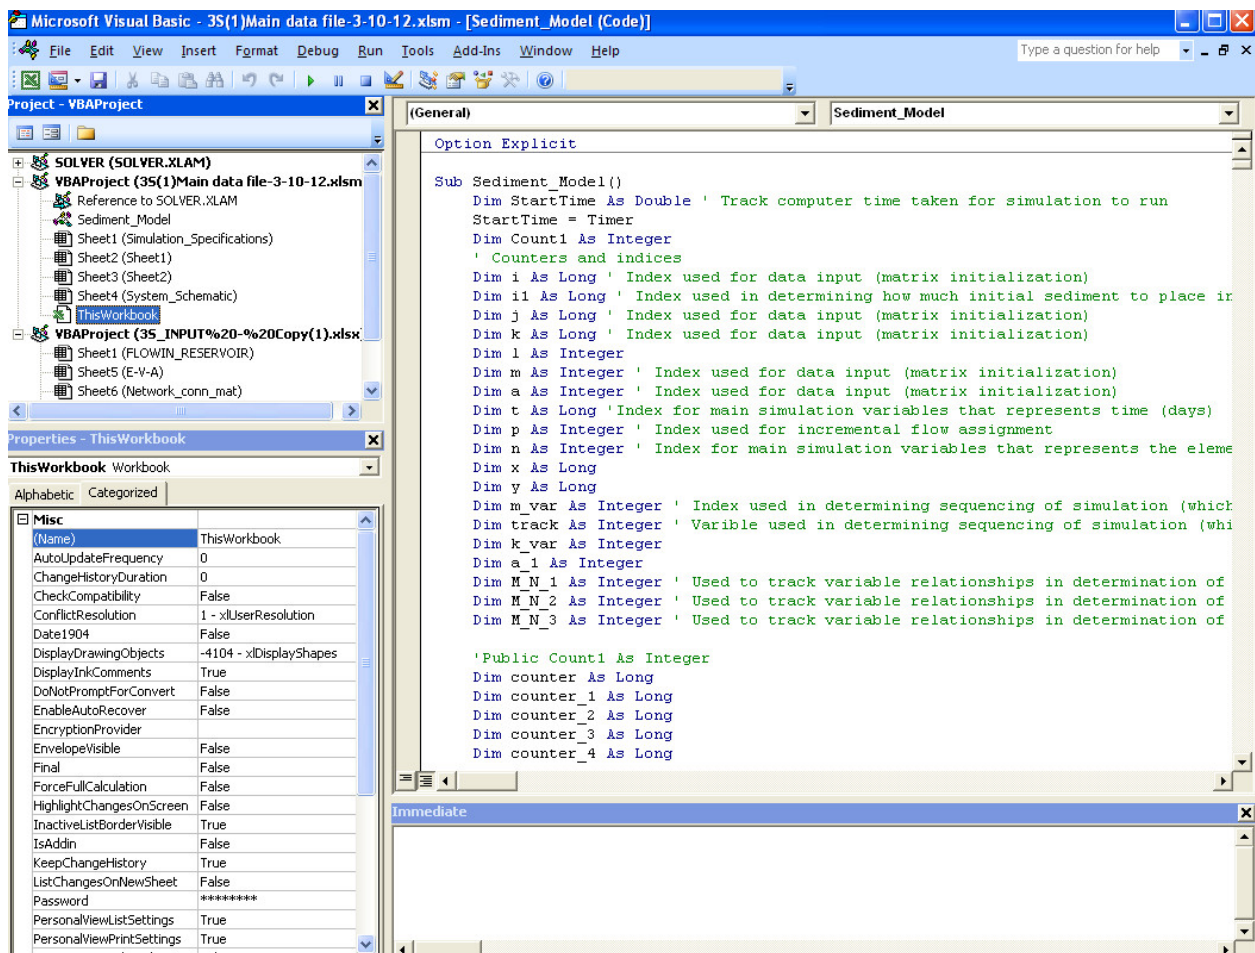 Microsoft Visual Basic - 3S(1)Main data file-3-10-12.xlsm - [Sediment_Model (Code)]
File Edit View Insert Format Debug Run Tools Add-Ins Window Help
Type a question for help
Project - VBAProject
SOLVER (SOLVER.XLAM)
VBAProject (3S(1)Main data file-3-10-12.xlsm
Reference to SOLVER.XLAM
Sediment_Model
Sheet1 (Simulation_Specifications)
Sheet2 (Sheet1)
Sheet3 (Sheet2)
Sheet4 (System_Schematic)
ThisWorkbook
VBAProject (3S_INPUT%20-%20Copy(1).xlsx
Sheet1 (FLOWIN_RESERVOIR)
Sheet5 (E-V-A)
Sheet6 (Network_conn_mat)
Properties - ThisWorkbook
ThisWorkbook Workbook
Alphabetic Categorized
Misc
(Name) ThisWorkbook
AutoUpdateFrequency 0
ChangeHistoryDuration 0
CheckCompatibility False
ConflictResolution 1 - xlUserResolution
Date1904 False
DisplayDrawingObjects -4104 - xlDisplayShapes
DisplayInkComments True
DoNotPromptForConvert False
EnableAutoRecover False
EncryptionProvider
EnvelopeVisible False
Final False
ForceFullCalculation False
HighlightChangesOnScreen False
InactiveListBorderVisible True
IsAddin False
KeepChangeHistory True
ListChangesOnNewSheet False
Password ********
PersonalViewListSettings True
PersonalViewPrintSettings True
(General) Sediment_Model
Option Explicit
Sub Sediment_Model()
Dim StartTime As Double ' Track computer time taken for simulation to run
StartTime = Timer
Dim Count1 As Integer
' Counters and indices
Dim i As Long ' Index used for data input (matrix initialization)
Dim i1 As Long ' Index used in determining how much initial sediment to place in
Dim j As Long ' Index used for data input (matrix initialization)
Dim k As Long ' Index used for data input (matrix initialization)
Dim l As Integer
Dim m As Integer ' Index used for data input (matrix initialization)
Dim a As Integer ' Index used for data input (matrix initialization)
Dim t As Long 'Index for main simulation variables that represents time (days)
Dim p As Integer ' Index used for incremental flow assignment
Dim n As Integer ' Index for main simulation variables that represents the eleme
Dim x As Long
Dim y As Long
Dim m_var As Integer ' Index used in determining sequencing of simulation (which
Dim track As Integer ' Varible used in determining sequencing of simulation (whi
Dim k_var As Integer
Dim a_1 As Integer
Dim M_N_1 As Integer ' Used to track variable relationships in determination of
Dim M_N_2 As Integer ' Used to track variable relationships in determination of
Dim M_N_3 As Integer ' Used to track variable relationships in determination of
'Public Count1 As Integer
Dim counter As Long
Dim counter_1 As Long
Dim counter_2 As Long
Dim counter_3 As Long
Dim counter_4 As Long
Immediate